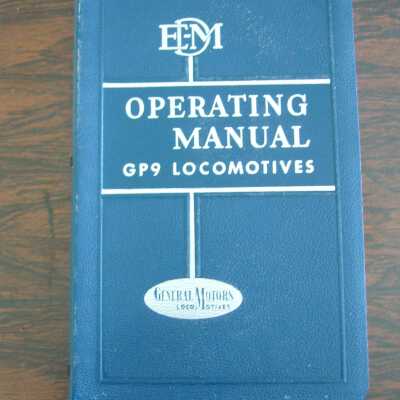 EMD
OPERATING
MANUAL
GP9 LOCOMOTIVES
GENERAL MOTORS
LOCOMOTIVES